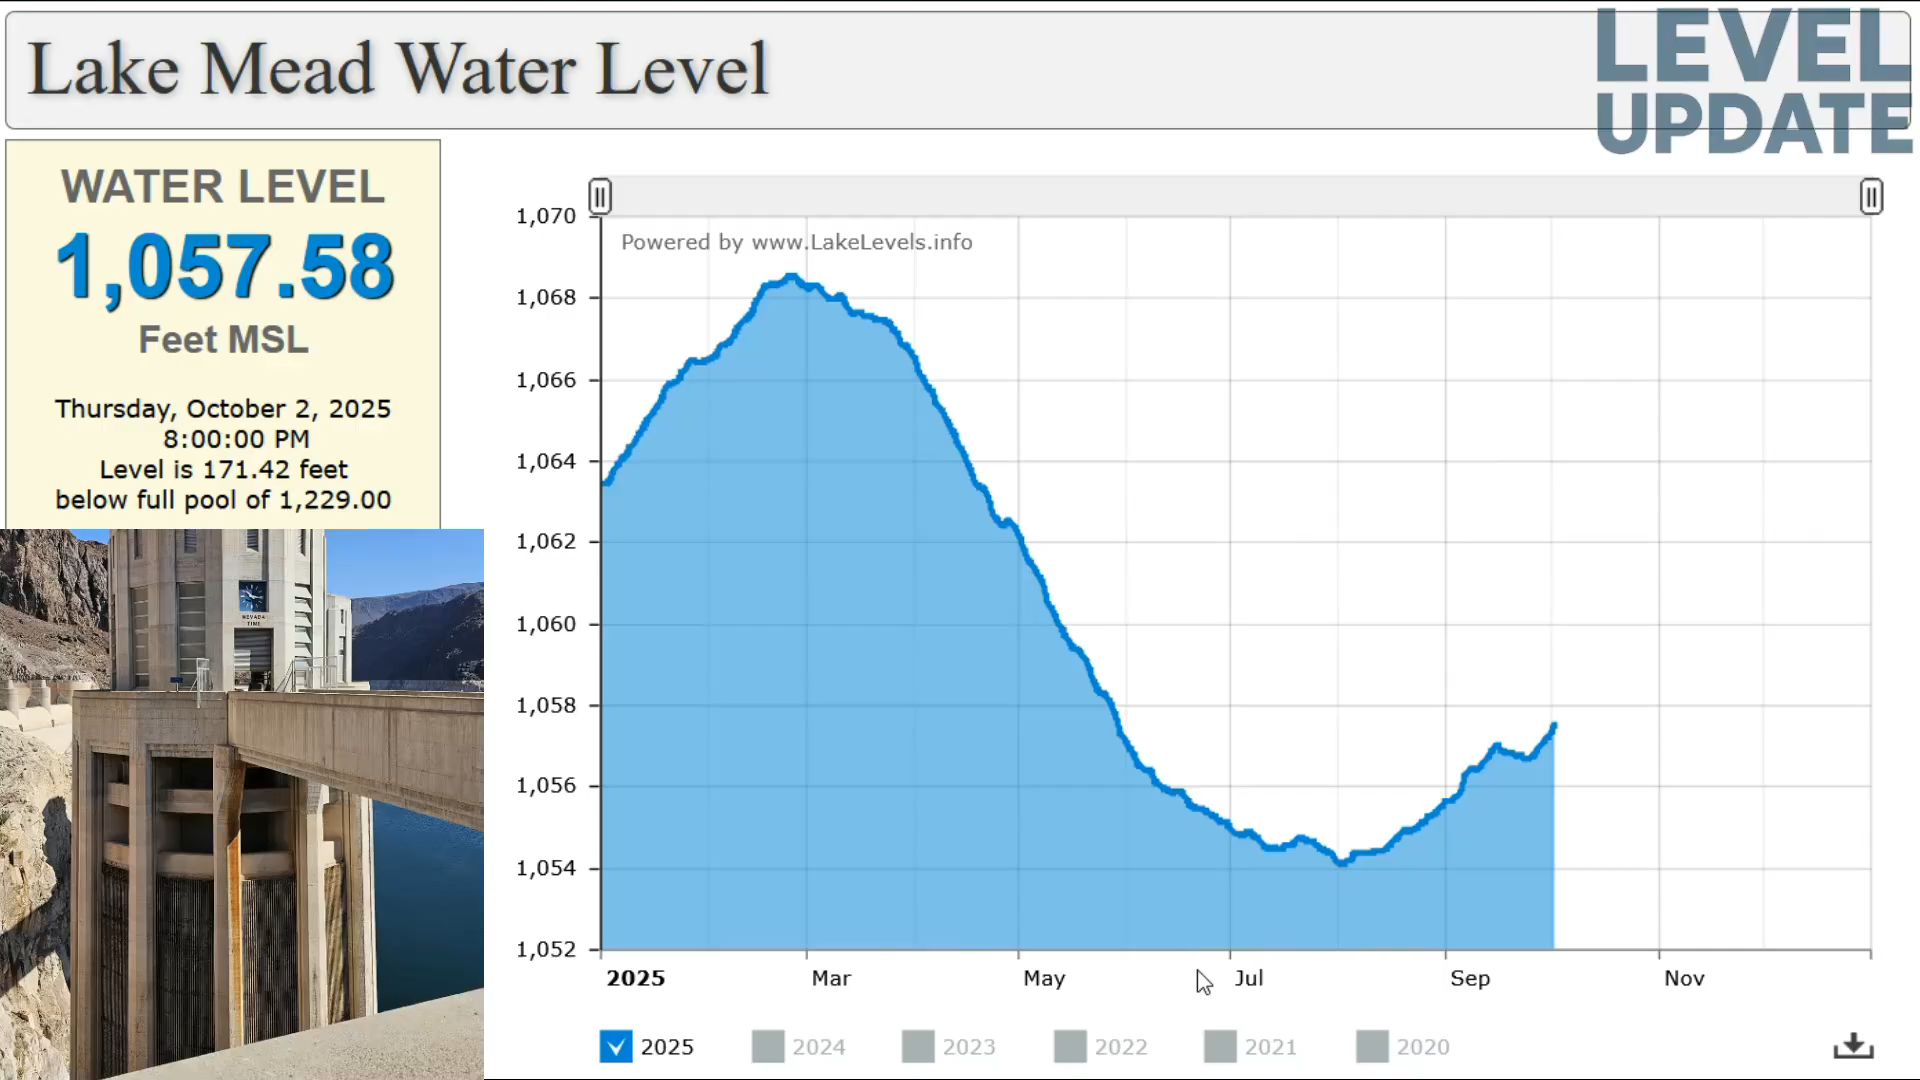 Lake Mead Water Level
LEVEL
UPDATE
WATER LEVEL
1,057.58
Feet MSL
Thursday, October 2, 2025
8:00:00 PM
Level is 171.42 feet
below full pool of 1,229.00
NEVADA
TIME
Powered by www.LakeLevels.info
1,070
1,068
1,066
1,064
1,062
1,060
1,058
1,056
1,054
1,052
2025
Mar
May
Jul
Sep
Nov
2025
2024
2023
2022
2021
2020